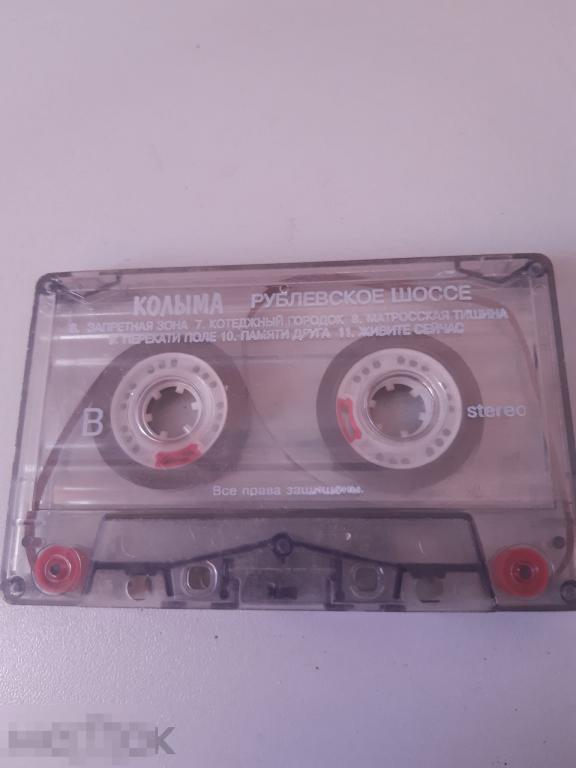 КОЛЫМА РУБЛЕВСКОЕ ШОССЕ
6. ЗАПРЕТНАЯ ЗОНА 7. КОТЕДЖНЫЙ ГОРОДОК 8. МАТРОССКАЯ ТИШИНА
9. ПЕРЕКАТИ ПОЛЕ 10. ПАМЯТИ ДРУГА 11. ЖИВИТЕ СЕЙЧАС
B stereo
Все права защищены.